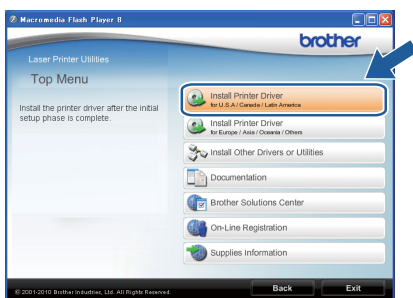 Macromedia Flash Player 8
brother
Laser Printer Utilities
Top Menu
Install the printer driver after the initial
setup phase is complete.
Install Printer Driver
for U.S.A / Canada / Latin America
Install Printer Driver
for Europe / Asia / Oceania / Others
Install Other Drivers or Utilities
Documentation
Brother Solutions Center
On-Line Registration
Supplies Information
© 2001-2010 Brother Industries, Ltd. All Rights Reserved.
Back
Exit